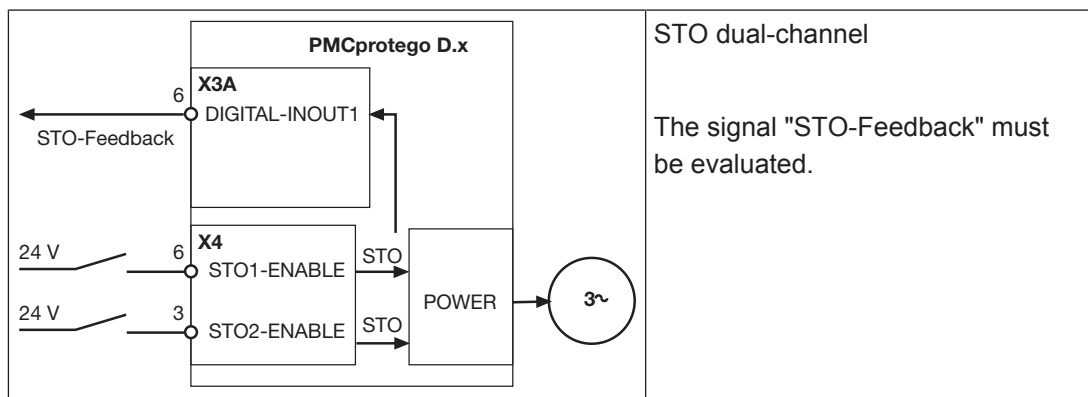 PMCprotego D.x
X3A
6
DIGITAL-INOUT1
STO-Feedback
24 V
6
X4
STO1-ENABLE
STO
24 V
3
STO2-ENABLE
STO
POWER
3~
STO dual-channel
The signal "STO-Feedback" must
be evaluated.